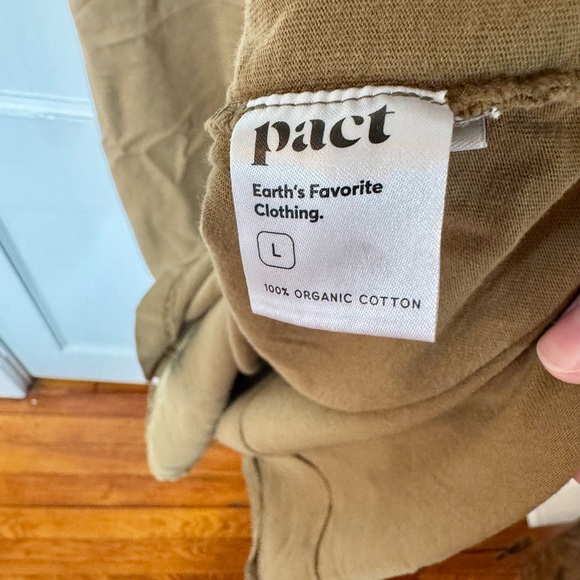 pact
Earth's Favorite
Clothing.
L
100% ORGANIC COTTON